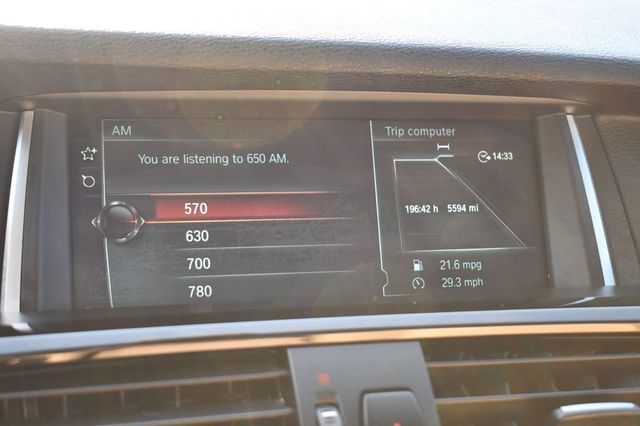 AM
You are listening to 650 AM.
570
630
700
780
Trip computer
14:33
196:42 h 5594 mi
21.6 mpg
29.3 mph